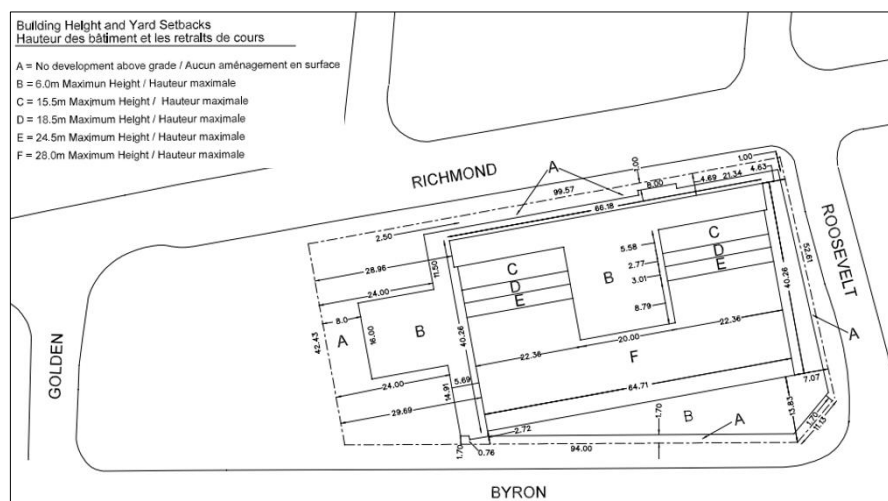 Building Height and Yard Setbacks
Hauteur des bâtiment et les retraits de cours
A = No development above grade / Aucun aménagement en surface
B = 6.0m Maximun Height / Hauteur maximale
C = 15.5m Maximum Height / Hauteur maximale
D = 18.5m Maximum Height / Hauteur maximale
E = 24.5m Maximum Height / Hauteur maximale
F = 28.0m Maximum Height / Hauteur maximale
RICHMOND
A
1.00
1.00
99.57
8.00
4.69
21.34
4.63
66.18
2.50
ROOSEVELT
28.96
11.50
C
D
E
B
5.58
2.77
3.01
8.79
C
D
E
52.61
40.26
24.00
8.0
A
16.00
B
42.43
40.26
GOLDEN
22.36
20.00
22.36
F
A
24.00
5.69
14.91
29.69
64.71
7.07
1.70
B
13.83
A
1.70
11.13
2.72
1.70
0.76
94.00
BYRON